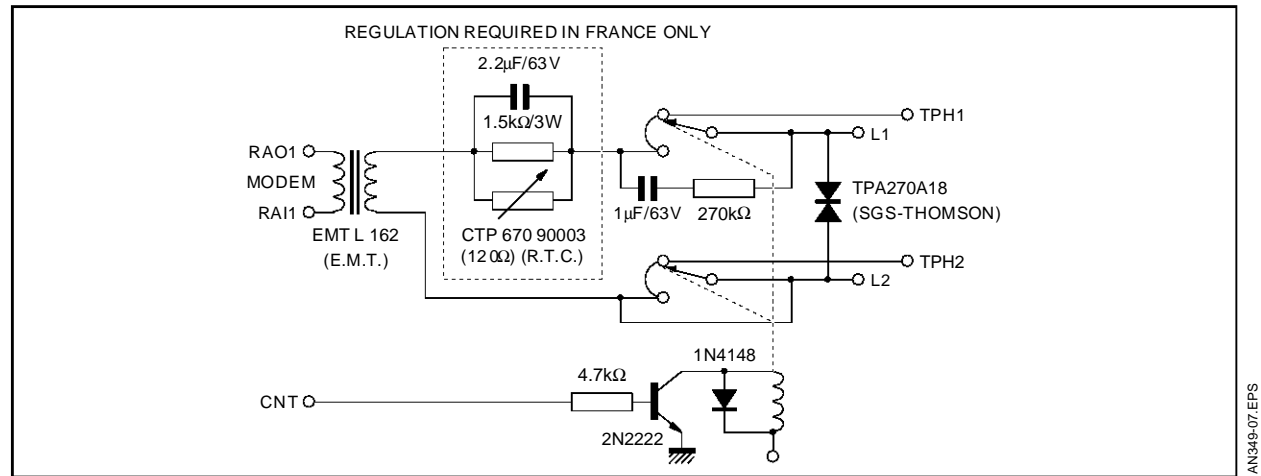 REGULATION REQUIRED IN FRANCE ONLY
2.2µF/63V
1.5kΩ/3W
TPH1
L1
RAO1
MODEM
RAI1
EMT L 162
(E.M.T.)
CTP 670 90003
(120Ω) (R.T.C.)
1µF/63V
270kΩ
TPA270A18
(SGS-THOMSON)
TPH2
L2
1N4148
4.7kΩ
CNT
2N2222
AN349-07.EPS